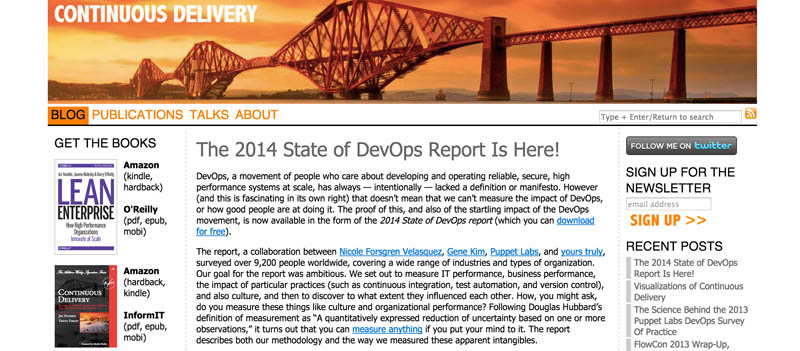 CONTINUOUS DELIVERY
BLOG PUBLICATIONS TALKS ABOUT
Type + Enter/Return to search
GET THE BOOKS
LEAN
ENTERPRISE
How High Performance
Organizations
Innovate at Scale
Amazon
(kindle,
hardback)
O'Reilly
(pdf, epub,
mobi)
CONTINUOUS
DELIVERY
Amazon
(hardback,
kindle)
InformIT
(pdf, epub,
mobi)
The 2014 State of DevOps Report Is Here!
DevOps, a movement of people who care about developing and operating reliable, secure, high
performance systems at scale, has always — intentionally — lacked a definition or manifesto. However
(and this is fascinating in its own right) that doesn't mean that we can't measure the impact of DevOps,
or how good people are at doing it. The proof of this, and also of the startling impact of the DevOps
movement, is now available in the form of the 2014 State of DevOps report (which you can download
for free).
The report, a collaboration between Nicole Forsgren Velasquez, Gene Kim, Puppet Labs, and yours truly,
surveyed over 9,200 people worldwide, covering a wide range of industries and types of organization.
Our goal for the report was ambitious. We set out to measure IT performance, business performance,
the impact of particular practices (such as continuous integration, test automation, and version control),
and also culture, and then to discover to what extent they influenced each other. How, you might ask,
do you measure these things like culture and organizational performance? Following Douglas Hubbard's
definition of measurement as "A quantitatively expressed reduction of uncertainty based on one or more
observations," it turns out that you can measure anything if you put your mind to it. The report
describes both our methodology and the way we measured these apparent intangibles.
FOLLOW ME ON twitter
SIGN UP FOR THE
NEWSLETTER
email address
SIGN UP >>
RECENT POSTS
The 2014 State of DevOps
Report Is Here!
Visualizations of Continuous
Delivery
The Science Behind the 2013
Puppet Labs DevOps Survey
Of Practice
FlowCon 2013 Wrap-Up,